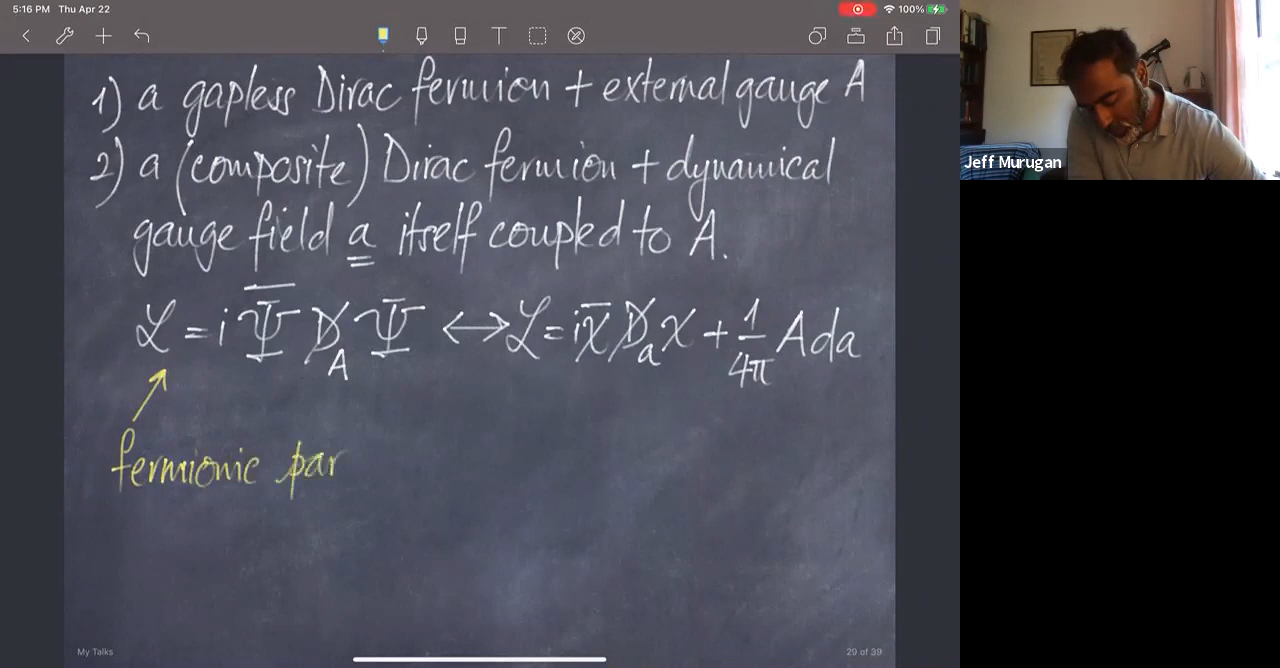 5:16 PM Thu Apr 22
100%
1) a gapless Dirac fermion + external gauge A
2) a (composite) Dirac fermion + dynamical
gauge field a itself coupled to A.
ℒ = i Ψ̄ D̸_A Ψ ↔ ℒ = i χ̄ D̸_a χ + 1/4π A da
fermionic par
My Talks
29 of 39
Jeff Murugan